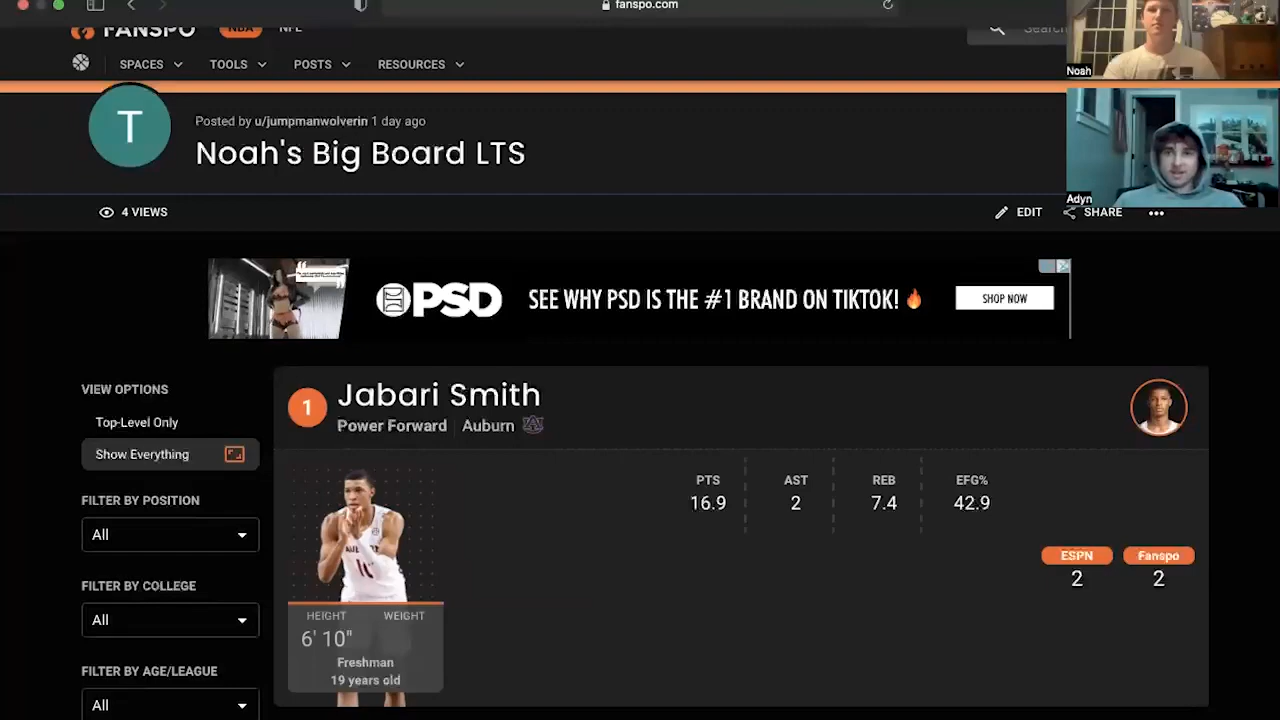 fanspo.com
FANSPO
NBA
NFL
Search
SPACES
TOOLS
POSTS
RESOURCES
Noah
T
Posted by u/jumpmanwolverin 1 day ago
Noah's Big Board LTS
Adyn
4 VIEWS
EDIT
SHARE
PSD
SEE WHY PSD IS THE #1 BRAND ON TIKTOK!
SHOP NOW
VIEW OPTIONS
Top-Level Only
Show Everything
FILTER BY POSITION
All
FILTER BY COLLEGE
All
FILTER BY AGE/LEAGUE
All
1
Jabari Smith
Power Forward
Auburn
PTS
AST
REB
EFG%
16.9
2
7.4
42.9
ESPN
Fanspo
2
2
HEIGHT
WEIGHT
6' 10"
Freshman
19 years old